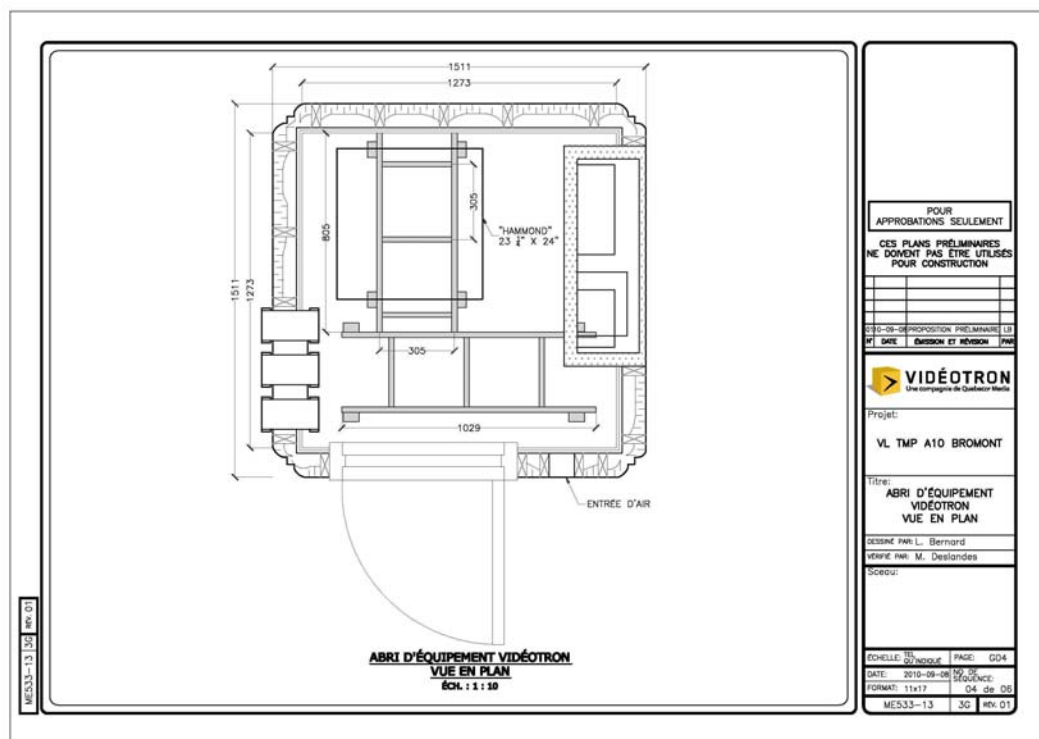 1511
1273
1511
1273
805
305
"HAMMOND"
23 ¼" X 24"
305
1029
ENTRÉE D'AIR
ABRI D'ÉQUIPEMENT VIDÉOTRON
VUE EN PLAN
ÉCH. : 1 : 10
POUR
APPROBATIONS SEULEMENT
CES PLANS PRÉLIMINAIRES
NE DOIVENT PAS ÊTRE UTILISÉS
POUR CONSTRUCTION
PROPOSITION PRÉLIMINAIRE LB
N° DATE ÉMISSION ET RÉVISION PAR
VIDÉOTRON
Une compagnie de Quebecor Media
Projet:
VL TMP A10 BROMONT
Titre:
ABRI D'ÉQUIPEMENT
VIDÉOTRON
VUE EN PLAN
DESSINÉ PAR: L. Bernard
VÉRIFIÉ PAR: M. Deslandes
Sceau:
ÉCHELLE: TEL QU'INDIQUÉ PAGE: G04
DATE: 2010-09-08 NO DE SÉQUENCE:
FORMAT: 11x17 04 de 06
ME533-13 3G RÉV. 01
ME533-13 3G RÉV. 01